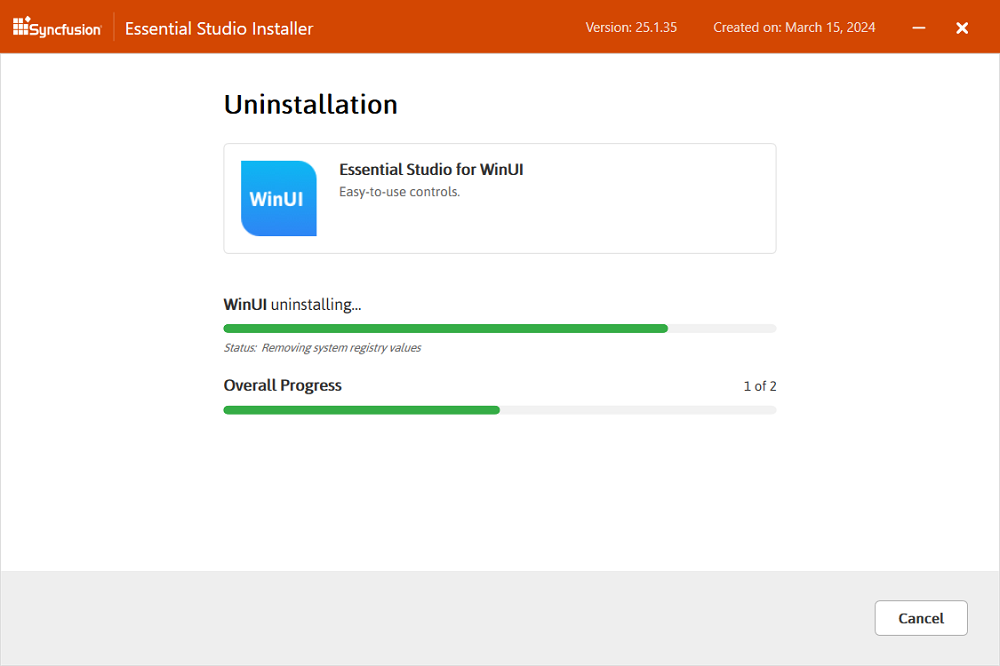 Syncfusion Essential Studio Installer Version: 25.1.35 Created on: March 15, 2024
Uninstallation
Essential Studio for WinUI
Easy-to-use controls.
WinUI
WinUI uninstalling...
Status: Removing system registry values
Overall Progress 1 of 2
Cancel